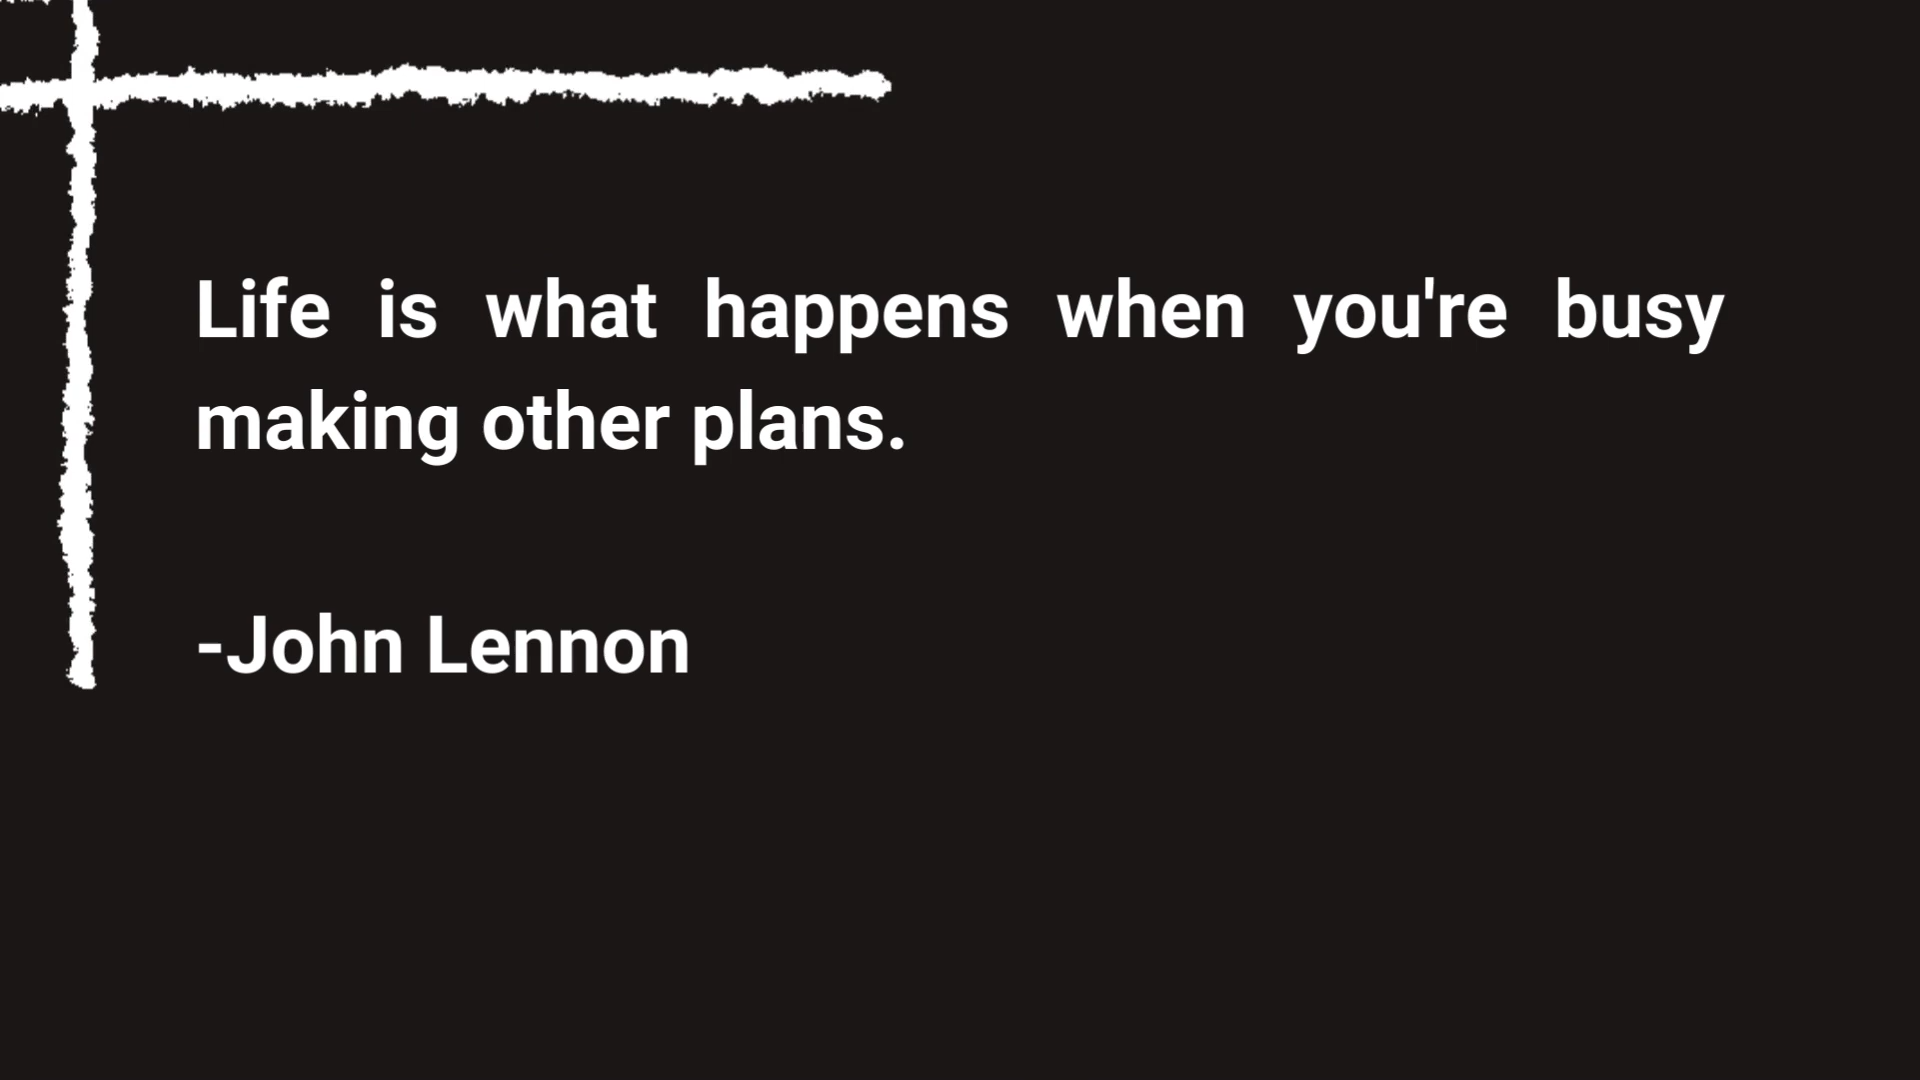 Life is what happens when you're busy
making other plans.
-John Lennon